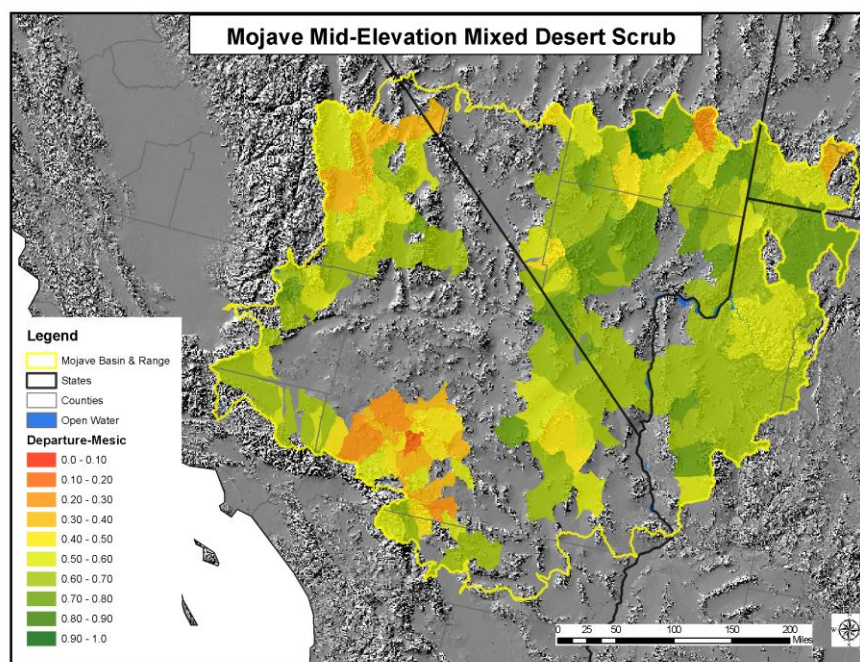 Mojave Mid-Elevation Mixed Desert Scrub
Legend
Mojave Basin & Range
States
Counties
Open Water
Departure-Mesic
0.0 - 0.10
0.10 - 0.20
0.20 - 0.30
0.30 - 0.40
0.40 - 0.50
0.50 - 0.60
0.60 - 0.70
0.70 - 0.80
0.80 - 0.90
0.90 - 1.0
0 25 50 100 150 200
Miles